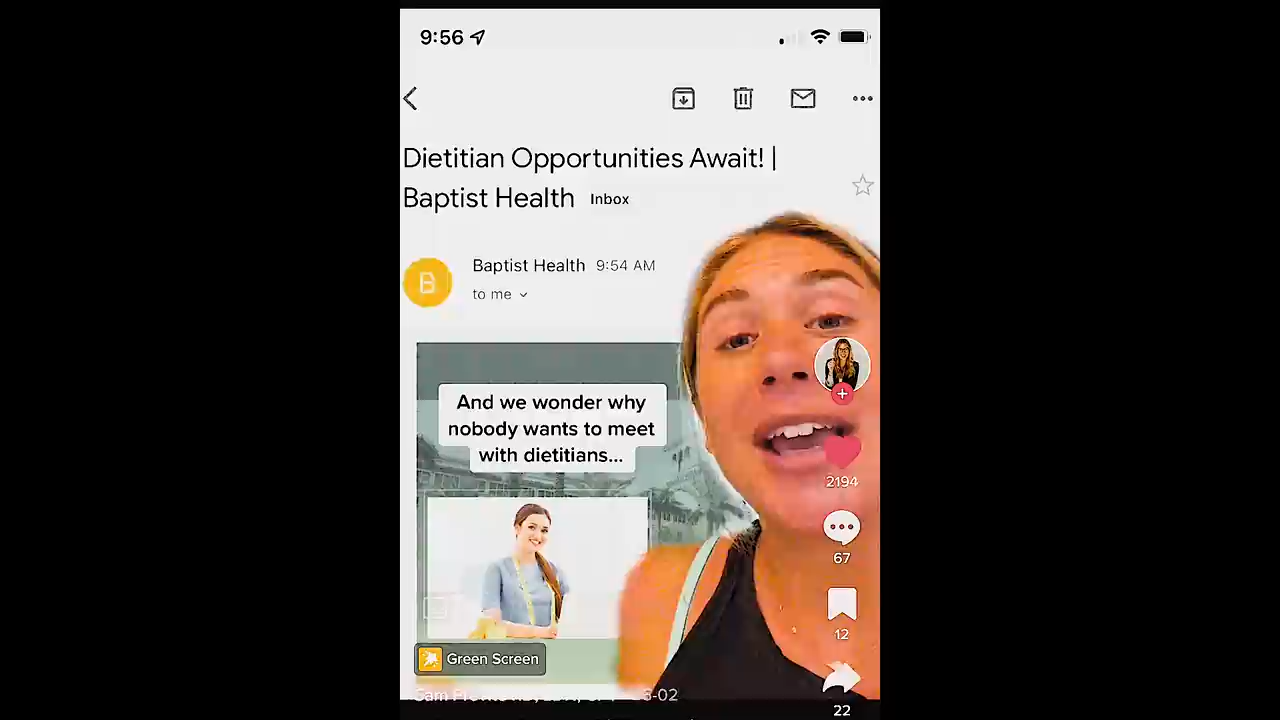 9:56
Dietitian Opportunities Await! |
Baptist Health Inbox
B
Baptist Health 9:54 AM
to me
And we wonder why
nobody wants to meet
with dietitians...
2194
67
12
Green Screen
22